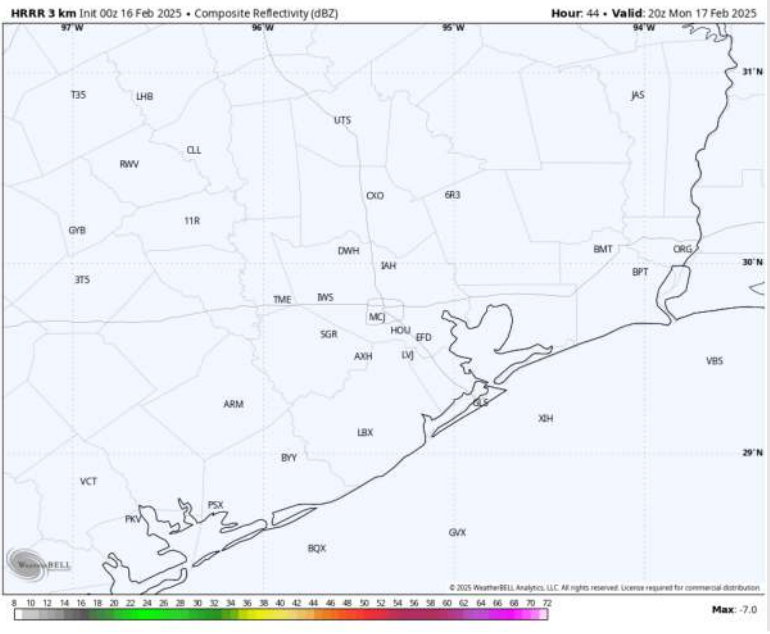 HRRR 3 km Init 00z 16 Feb 2025 • Composite Reflectivity (dBZ) Hour: 44 • Valid: 20z Mon 17 Feb 2025
97°W 96°W 95°W 94°W
31°N
T35 LHB JAS
UTS
CLL
RWV
CXO 6R3
11R
GYB
DWH BMT ORG
IAH 30°N
BPT
3T5
TME IWS
MCJ
SGR HOU EFD
AXH LVJ
VBS
ARM GLS
XIH
LBX
BYY 29°N
VCT
PSX
PKV
GVX
BQX
WeatherBELL
© 2025 WeatherBELL Analytics, LLC. All rights reserved. License required for commercial distribution.
8 10 12 14 16 18 20 22 24 26 28 30 32 34 36 38 40 42 44 46 48 50 52 54 56 58 60 62 64 66 68 70 72 Max: -7.0